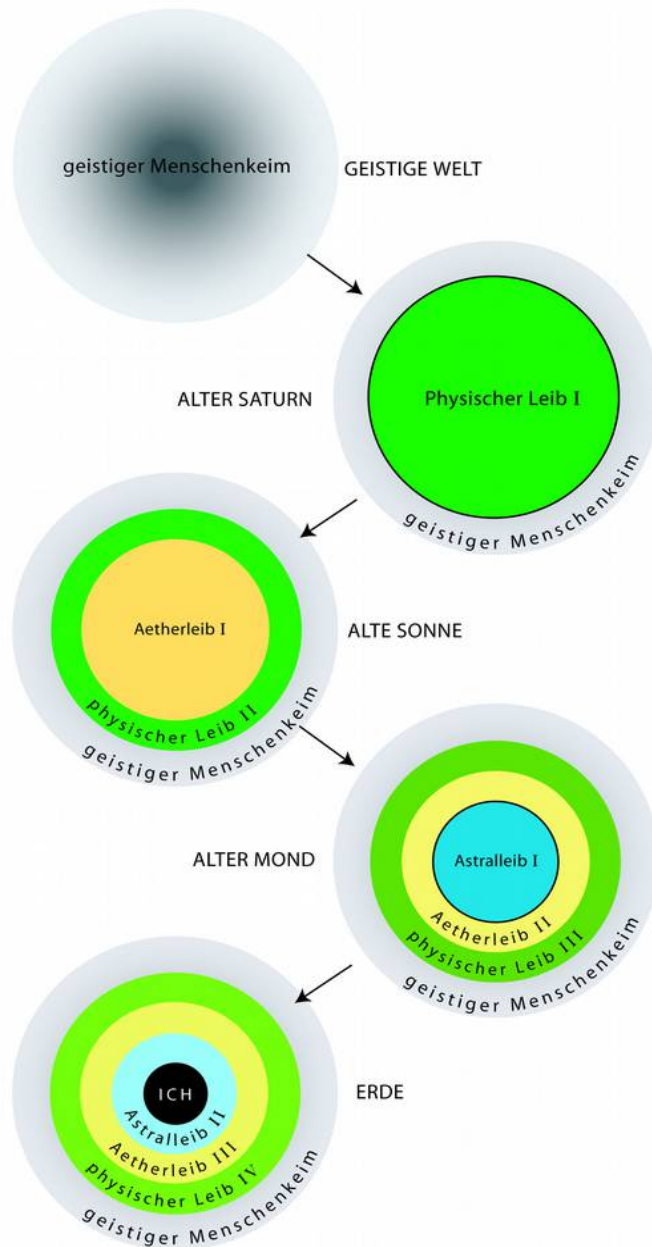 geistiger Menschenkeim
GEISTIGE WELT
ALTER SATURN
Physischer Leib I
geistiger Menschenkeim
Aetherleib I
physischer Leib II
geistiger Menschenkeim
ALTE SONNE
ALTER MOND
Astralleib I
Aetherleib II
physischer Leib III
geistiger Menschenkeim
ICH
Astralleib II
Aetherleib III
physischer Leib IV
geistiger Menschenkeim
ERDE